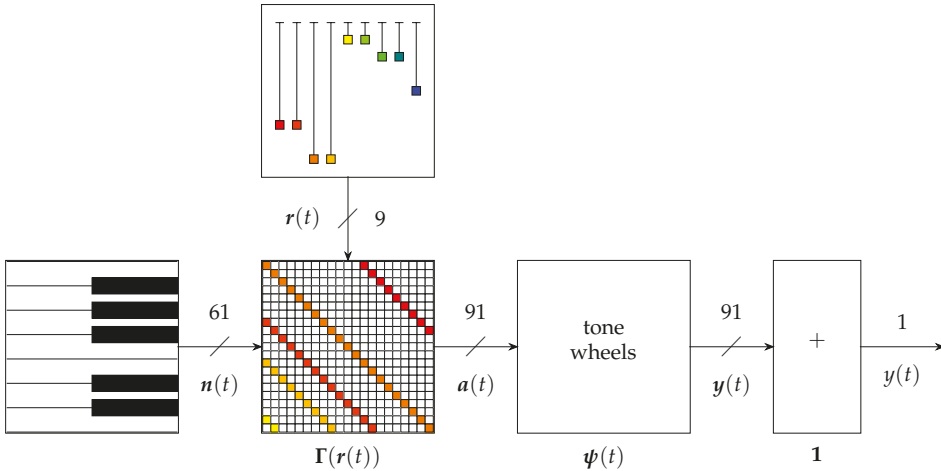 r(t) 9
61 91 91 1
tone
wheels
+
n(t) a(t) y(t) y(t)
Γ(r(t)) ψ(t) 1